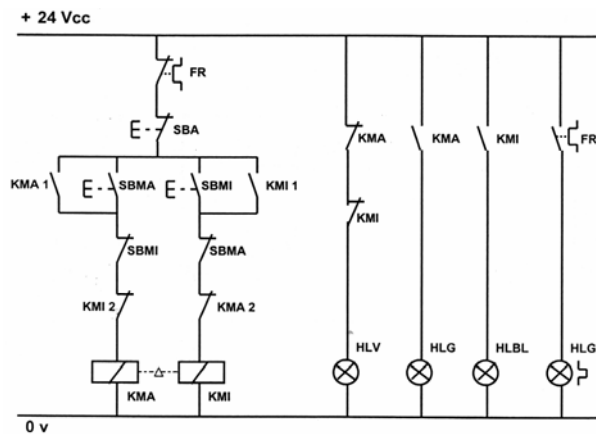 + 24 Vcc
FR
SBA
KMA 1
SBMA
SBMI
KMI 1
KMA
KMA
KMI
FR
KMI
SBMI
SBMA
KMI 2
KMA 2
HLV
HLG
HLBL
HLG
KMA
KMI
0 v